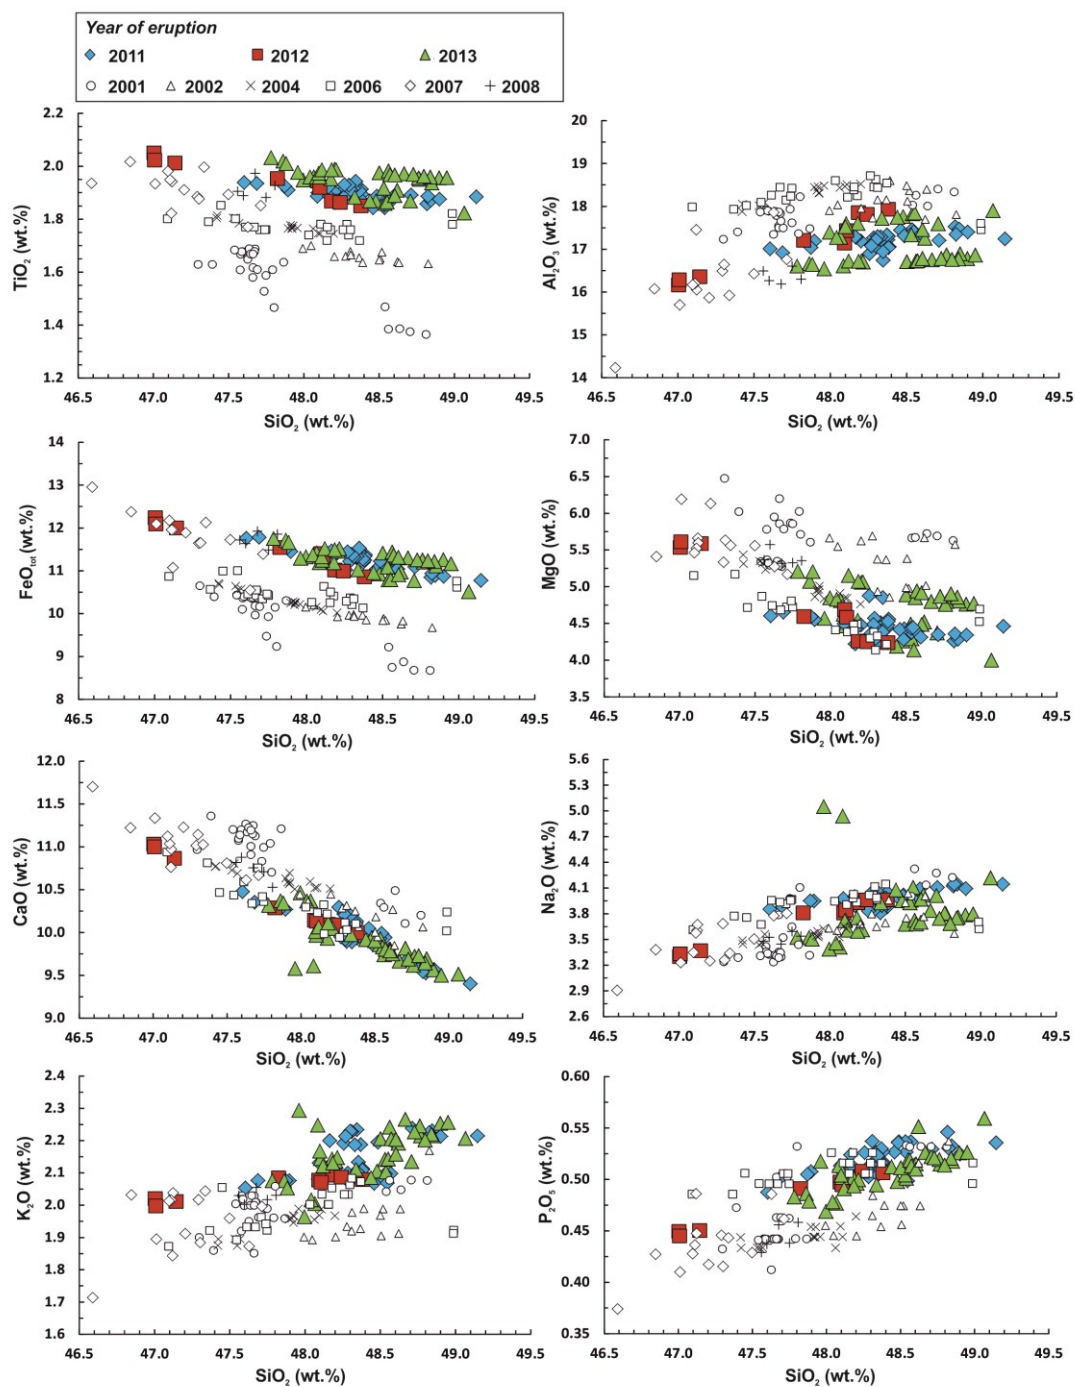 Year of eruption
2011 2012 2013
2001 2002 2004 2006 2007 2008
TiO₂ (wt.%)
2.2
2.0
1.8
1.6
1.4
1.2
46.5 47.0 47.5 48.0 48.5 49.0 49.5
SiO₂ (wt.%)
Al₂O₃ (wt.%)
20
19
18
17
16
15
14
46.5 47.0 47.5 48.0 48.5 49.0 49.5
SiO₂ (wt.%)
FeO_tot (wt.%)
14
13
12
11
10
9
8
46.5 47.0 47.5 48.0 48.5 49.0 49.5
SiO₂ (wt.%)
MgO (wt.%)
7.0
6.5
6.0
5.5
5.0
4.5
4.0
3.5
46.5 47.0 47.5 48.0 48.5 49.0 49.5
SiO₂ (wt.%)
CaO (wt.%)
12.0
11.5
11.0
10.5
10.0
9.5
9.0
46.5 47.0 47.5 48.0 48.5 49.0 49.5
SiO₂ (wt.%)
Na₂O (wt.%)
5.6
5.3
5.0
4.7
4.4
4.1
3.8
3.5
3.2
2.9
2.6
46.5 47.0 47.5 48.0 48.5 49.0 49.5
SiO₂ (wt.%)
K₂O (wt.%)
2.4
2.3
2.2
2.1
2.0
1.9
1.8
1.7
1.6
46.5 47.0 47.5 48.0 48.5 49.0 49.5
SiO₂ (wt.%)
P₂O₅ (wt.%)
0.60
0.55
0.50
0.45
0.40
0.35
46.5 47.0 47.5 48.0 48.5 49.0 49.5
SiO₂ (wt.%)